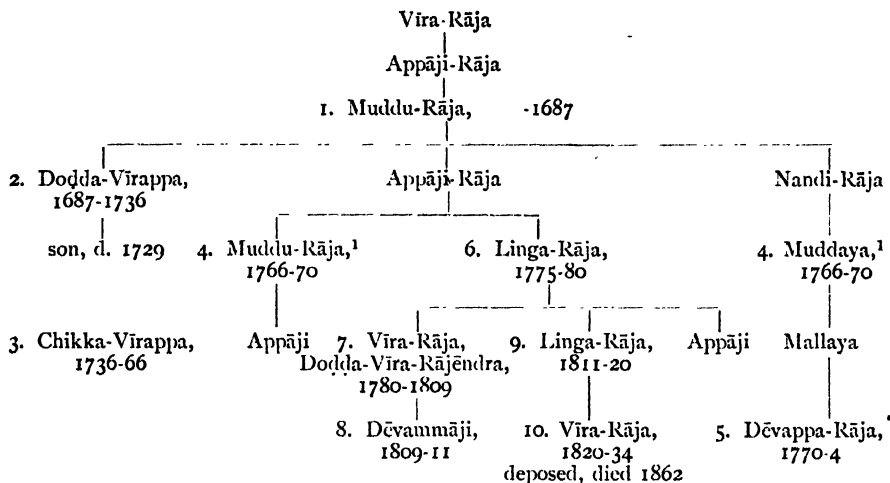 Vīra-Rāja
Appāji-Rāja
1. Muddu-Rāja, -1687
2. Doḍda-Vīrappa, Appāji-Rāja Nandi-Rāja
1687-1736
son, d. 1729 4. Muddu-Rāja,¹ 6. Linga-Rāja, 4. Muddaya,¹
1766-70 1775-80 1766-70
3. Chikka-Vīrappa, Appāji 7. Vīra-Rāja, 9. Linga-Rāja, Appāji Mallaya
1736-66 Doḍḍa-Vīra-Rājēndra, 1811-20
1780-1809
8. Dēvammāji, 10. Vīra-Rāja, 5. Dēvappa-Rāja,
1809-11 1820-34 1770-4
deposed, died 1862